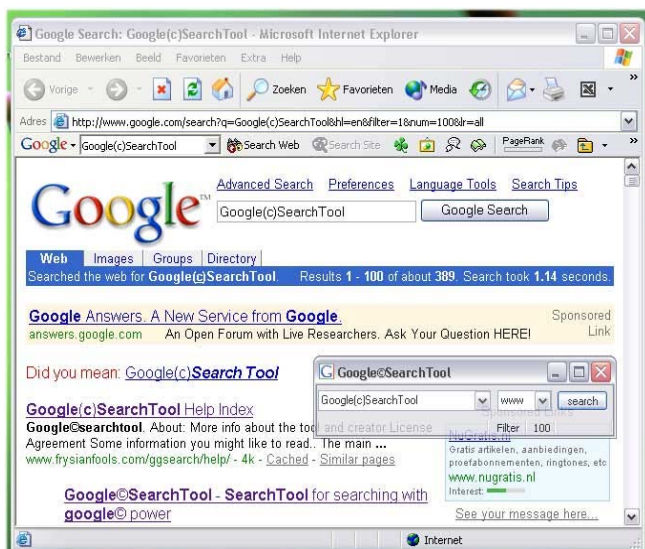 Google Search: Google(c)SearchTool - Microsoft Internet Explorer
Bestand Bewerken Beeld Favorieten Extra Help
Vorige Zoeken Favorieten Media
Adres http://www.google.com/search?q=Google(c)SearchTool&hl=en&filter=1&num=100&lr=all
Google Google(c)SearchTool Search Web Search Site PageRank
Advanced Search Preferences Language Tools Search Tips
Google™
Google(c)SearchTool Google Search
Web Images Groups Directory
Searched the web for Google(c)SearchTool. Results 1 - 100 of about 389. Search took 1.14 seconds.
Google Answers. A New Service from Google. Sponsored
answers.google.com An Open Forum with Live Researchers. Ask Your Question HERE! Link
Did you mean: Google(c)Search Tool
Google©SearchTool
Google(c)SearchTool www search
Filter 100
Google(c)SearchTool Help Index
Sponsored Links
Google©searchtool. About: More info about the tool and creator License
Agreement Some information you might like to read.. The main ...
www.frysianfools.com/ggsearch/help/ - 4k - Cached - Similar pages
NuGratis.nl
Gratis artikelen, aanbiedingen,
proefabonnementen, ringtones, etc
www.nugratis.nl
Interest:
Google©SearchTool - SearchTool for searching with
google© power
See your message here...
Internet